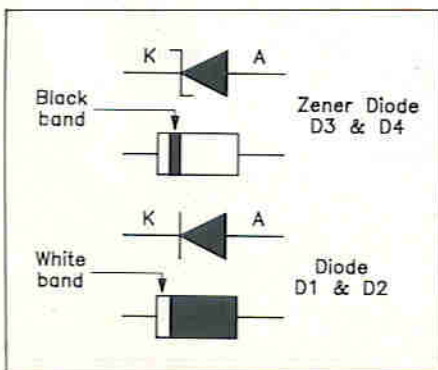 K A
Black
band
Zener Diode
D3 & D4
K A
White
band
Diode
D1 & D2